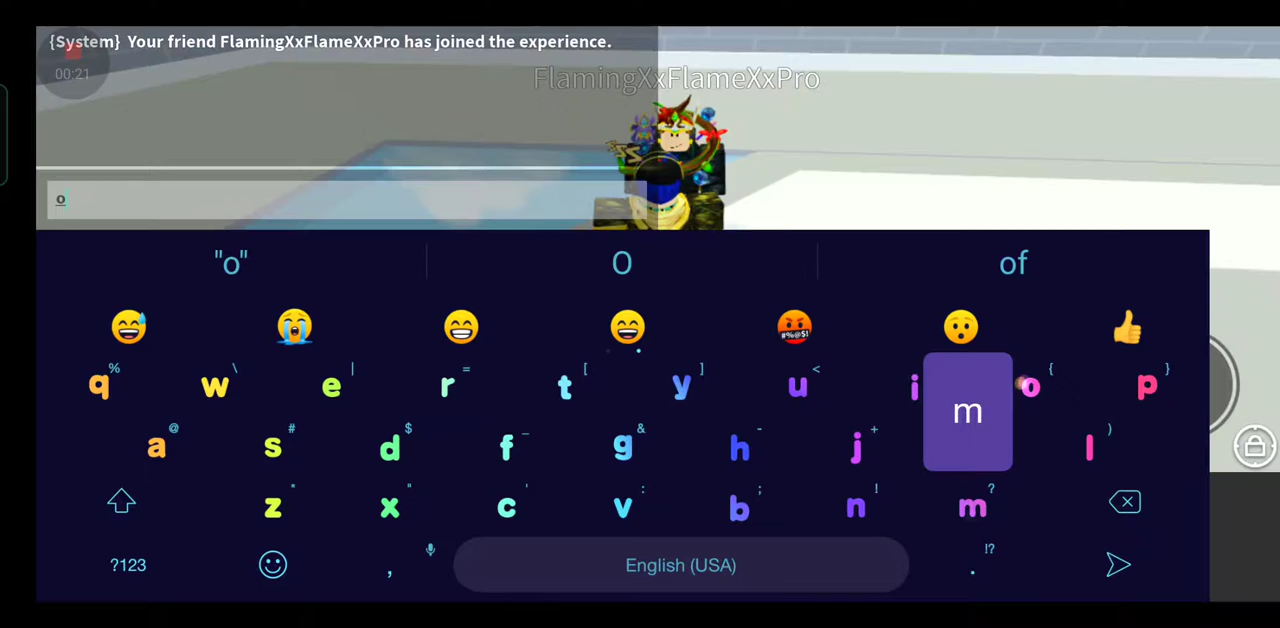 {System} Your friend FlamingXxFlameXxPro has joined the experience.
00:21
FlamingXxFlameXxPro
o
"o" O of
#%@$!
% \ | = [ ] < { }
q w e r t y u i o p
@ # $ _ & - + )
a s d f g h j m l
* " ' : ; ! ?
z x c v b n m
?123 , English (USA) . !?